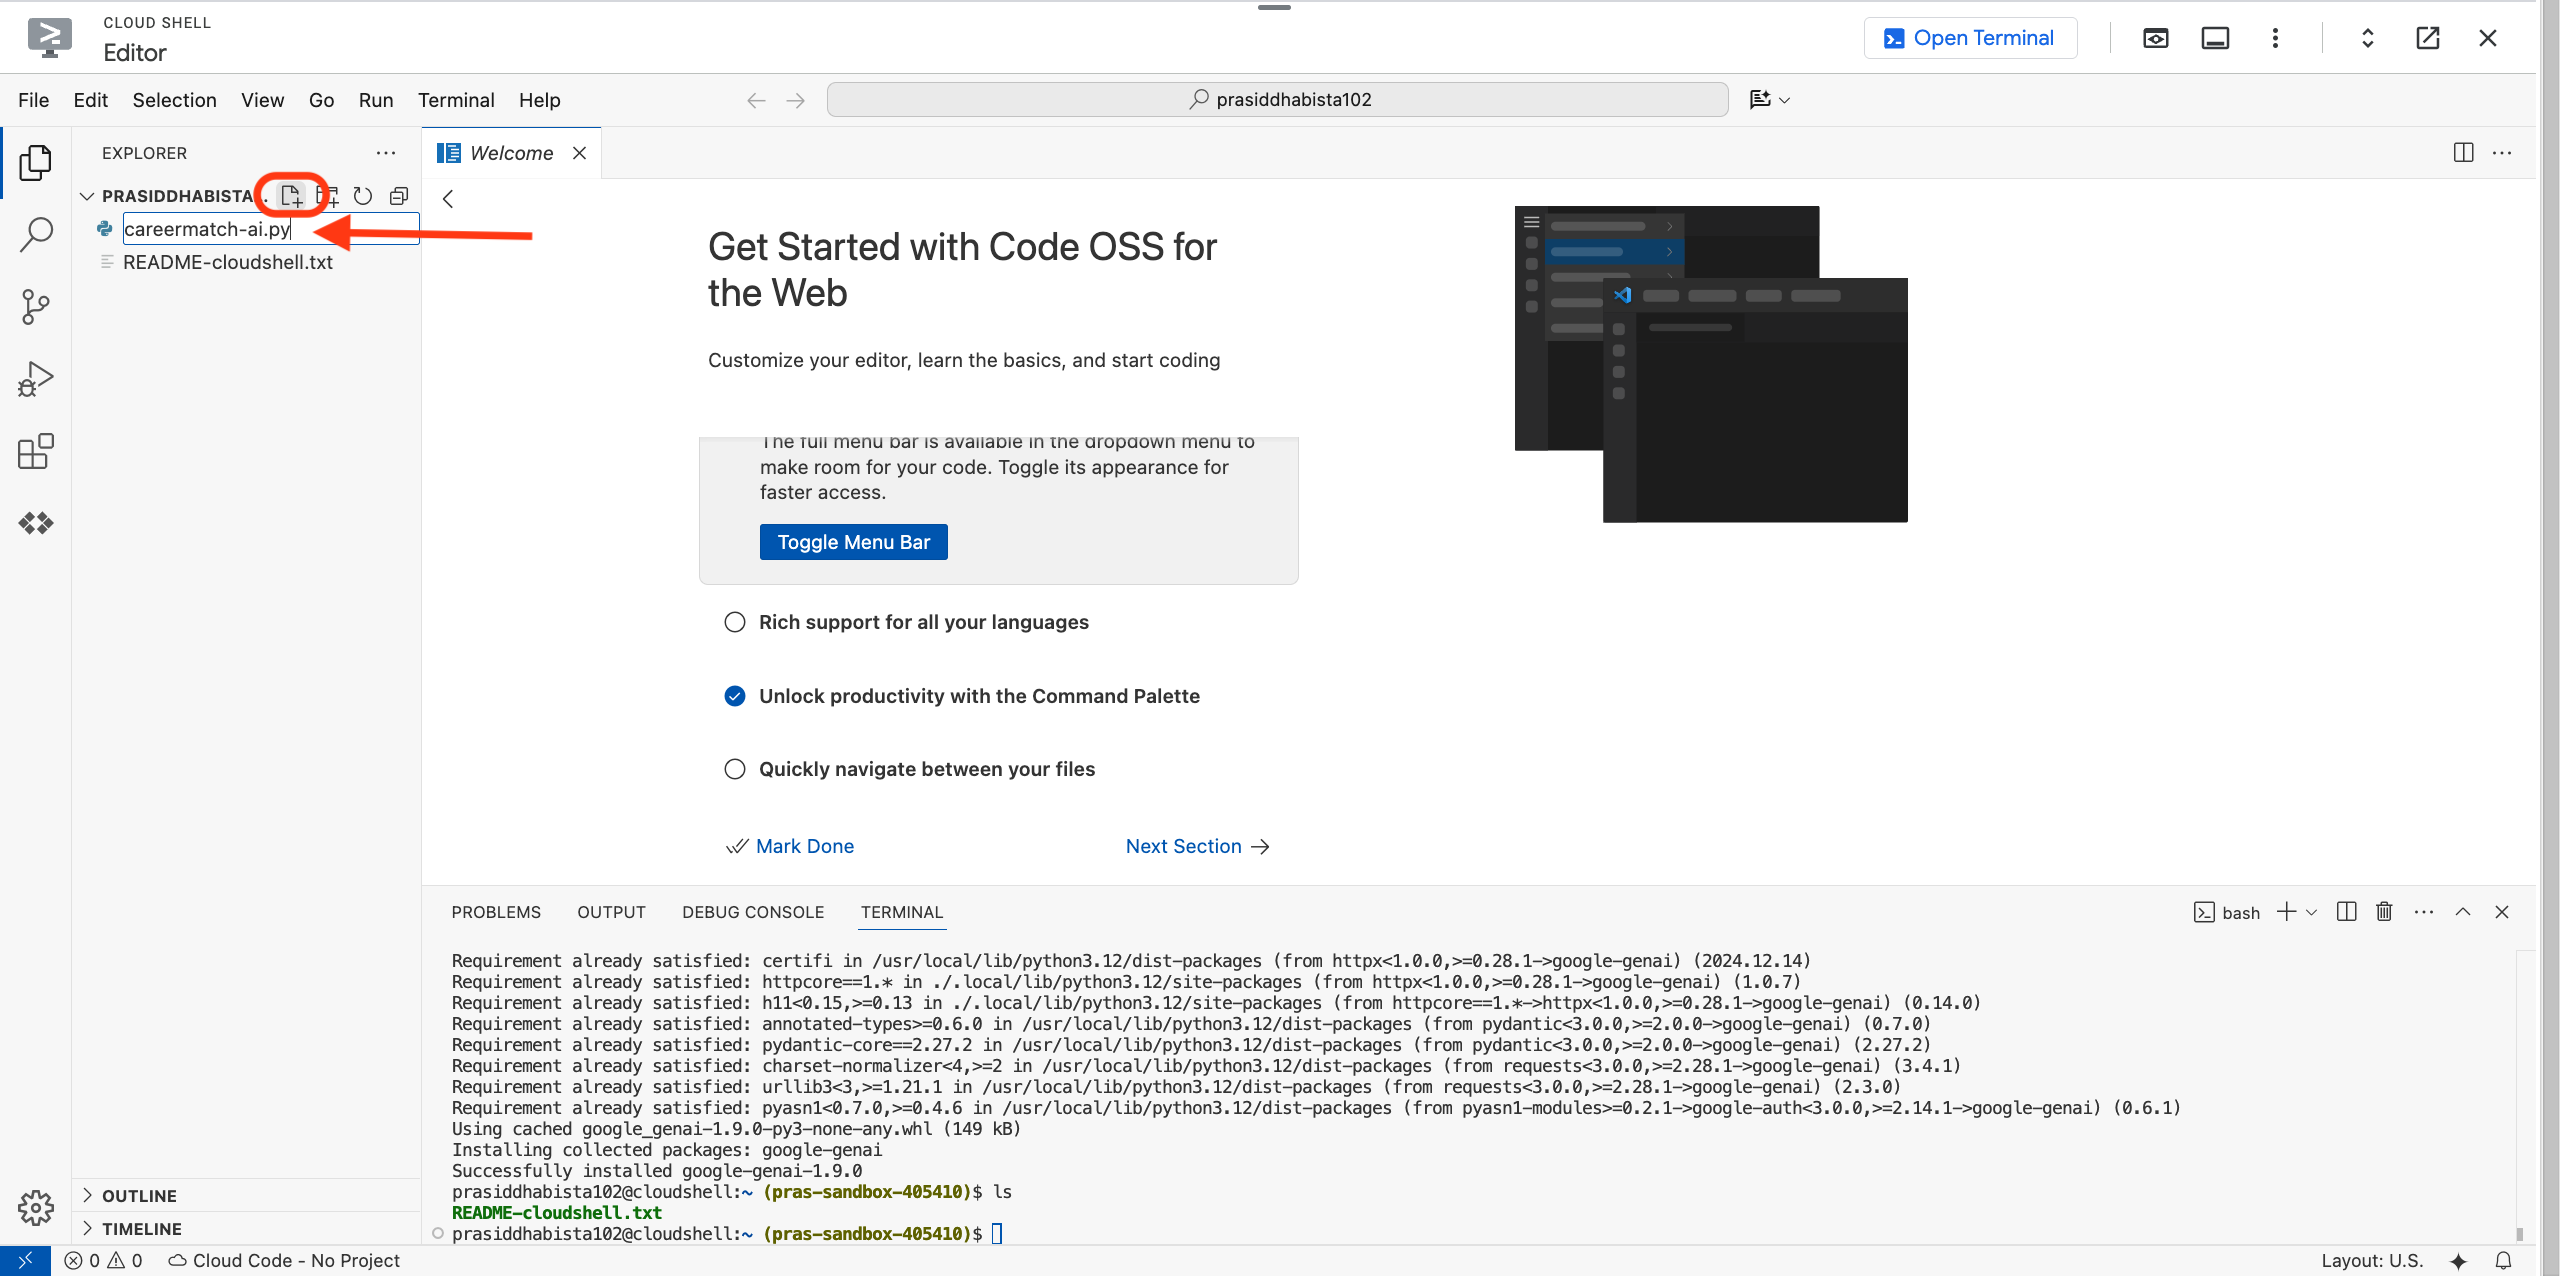 CLOUD SHELL
Editor
Open Terminal
File Edit Selection View Go Run Terminal Help
prasiddhabista102
EXPLORER
Welcome
PRASIDDHABISTA...
careermatch-ai.py
README-cloudshell.txt
Get Started with Code OSS for
the Web
Customize your editor, learn the basics, and start coding
The full menu bar is available in the dropdown menu to
make room for your code. Toggle its appearance for
faster access.
Toggle Menu Bar
Rich support for all your languages
Unlock productivity with the Command Palette
Quickly navigate between your files
Mark Done
Next Section
PROBLEMS OUTPUT DEBUG CONSOLE TERMINAL
bash
Requirement already satisfied: certifi in /usr/local/lib/python3.12/dist-packages (from httpx<1.0.0,>=0.28.1->google-genai) (2024.12.14)
Requirement already satisfied: httpcore==1.* in ./.local/lib/python3.12/site-packages (from httpx<1.0.0,>=0.28.1->google-genai) (1.0.7)
Requirement already satisfied: h11<0.15,>=0.13 in ./.local/lib/python3.12/site-packages (from httpcore==1.*->httpx<1.0.0,>=0.28.1->google-genai) (0.14.0)
Requirement already satisfied: annotated-types>=0.6.0 in /usr/local/lib/python3.12/dist-packages (from pydantic<3.0.0,>=2.0.0->google-genai) (0.7.0)
Requirement already satisfied: pydantic-core==2.27.2 in /usr/local/lib/python3.12/dist-packages (from pydantic<3.0.0,>=2.0.0->google-genai) (2.27.2)
Requirement already satisfied: charset-normalizer<4,>=2 in /usr/local/lib/python3.12/dist-packages (from requests<3.0.0,>=2.28.1->google-genai) (3.4.1)
Requirement already satisfied: urllib3<3,>=1.21.1 in /usr/local/lib/python3.12/dist-packages (from requests<3.0.0,>=2.28.1->google-genai) (2.3.0)
Requirement already satisfied: pyasn1<0.7.0,>=0.4.6 in /usr/local/lib/python3.12/dist-packages (from pyasn1-modules>=0.2.1->google-auth<3.0.0,>=2.14.1->google-genai) (0.6.1)
Using cached google_genai-1.9.0-py3-none-any.whl (149 kB)
Installing collected packages: google-genai
Successfully installed google-genai-1.9.0
prasiddhabista102@cloudshell:~ (pras-sandbox-405410)$ ls
README-cloudshell.txt
prasiddhabista102@cloudshell:~ (pras-sandbox-405410)$
OUTLINE
TIMELINE
0 0 Cloud Code - No Project
Layout: U.S.